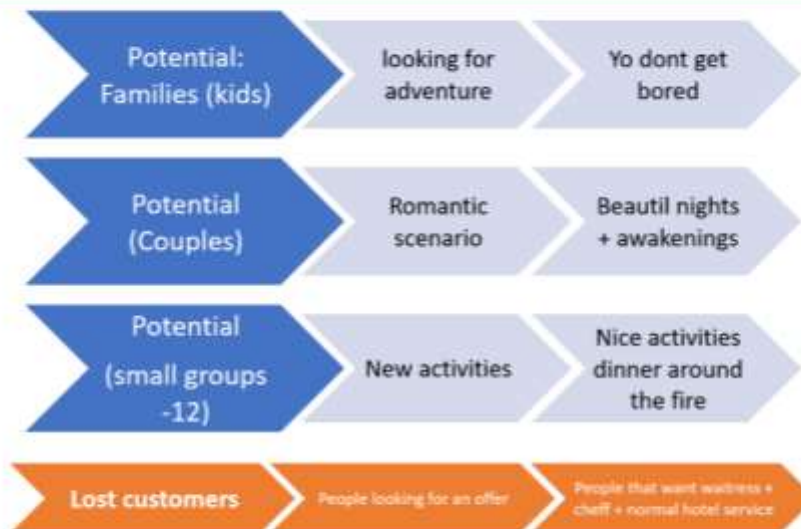 Potential:
Families (kids)
looking for
adventure
Yo dont get
bored
Potential
(Couples)
Romantic
scenario
Beautil nights
+ awakenings
Potential
(small groups
-12)
New activities
Nice activities
dinner around
the fire
Lost customers
People looking for an offer
People that want waitress +
cheff + normal hotel service